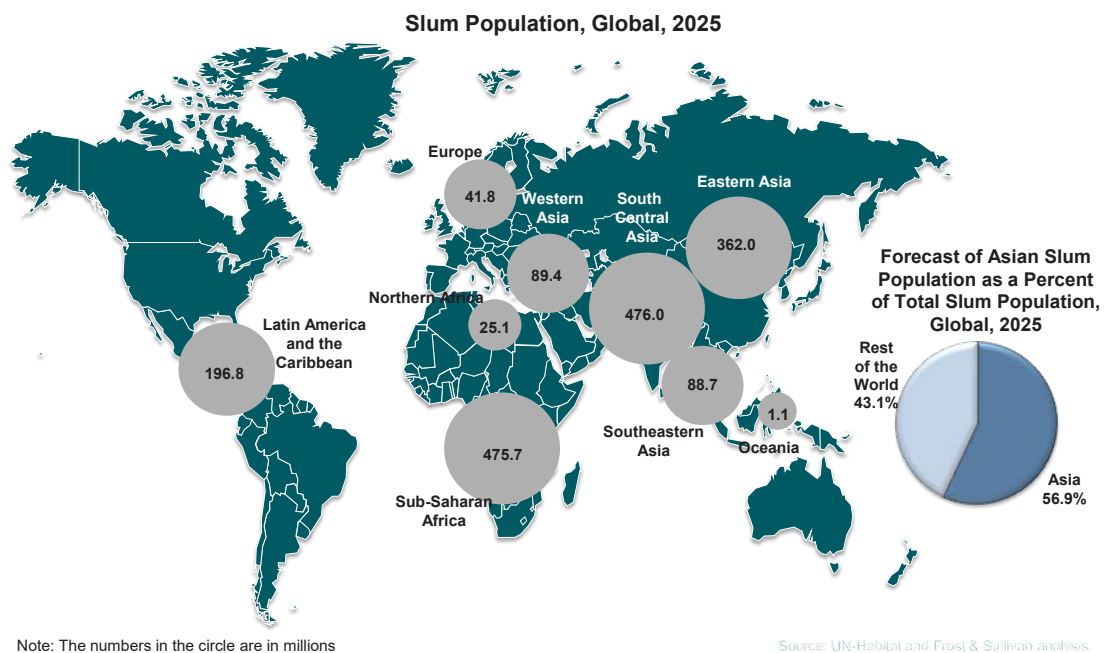 Slum Population, Global, 2025
Europe
41.8
Western
Asia
89.4
South
Central
Asia
476.0
Eastern Asia
362.0
Northern Africa
25.1
Latin America
and the
Caribbean
196.8
88.7
Southeastern
Asia
1.1
Oceania
475.7
Sub-Saharan
Africa
Forecast of Asian Slum
Population as a Percent
of Total Slum Population,
Global, 2025
Rest
of the
World
43.1%
Asia
56.9%
Note: The numbers in the circle are in millions
Source: UN-Habitat and Frost & Sullivan analysis.